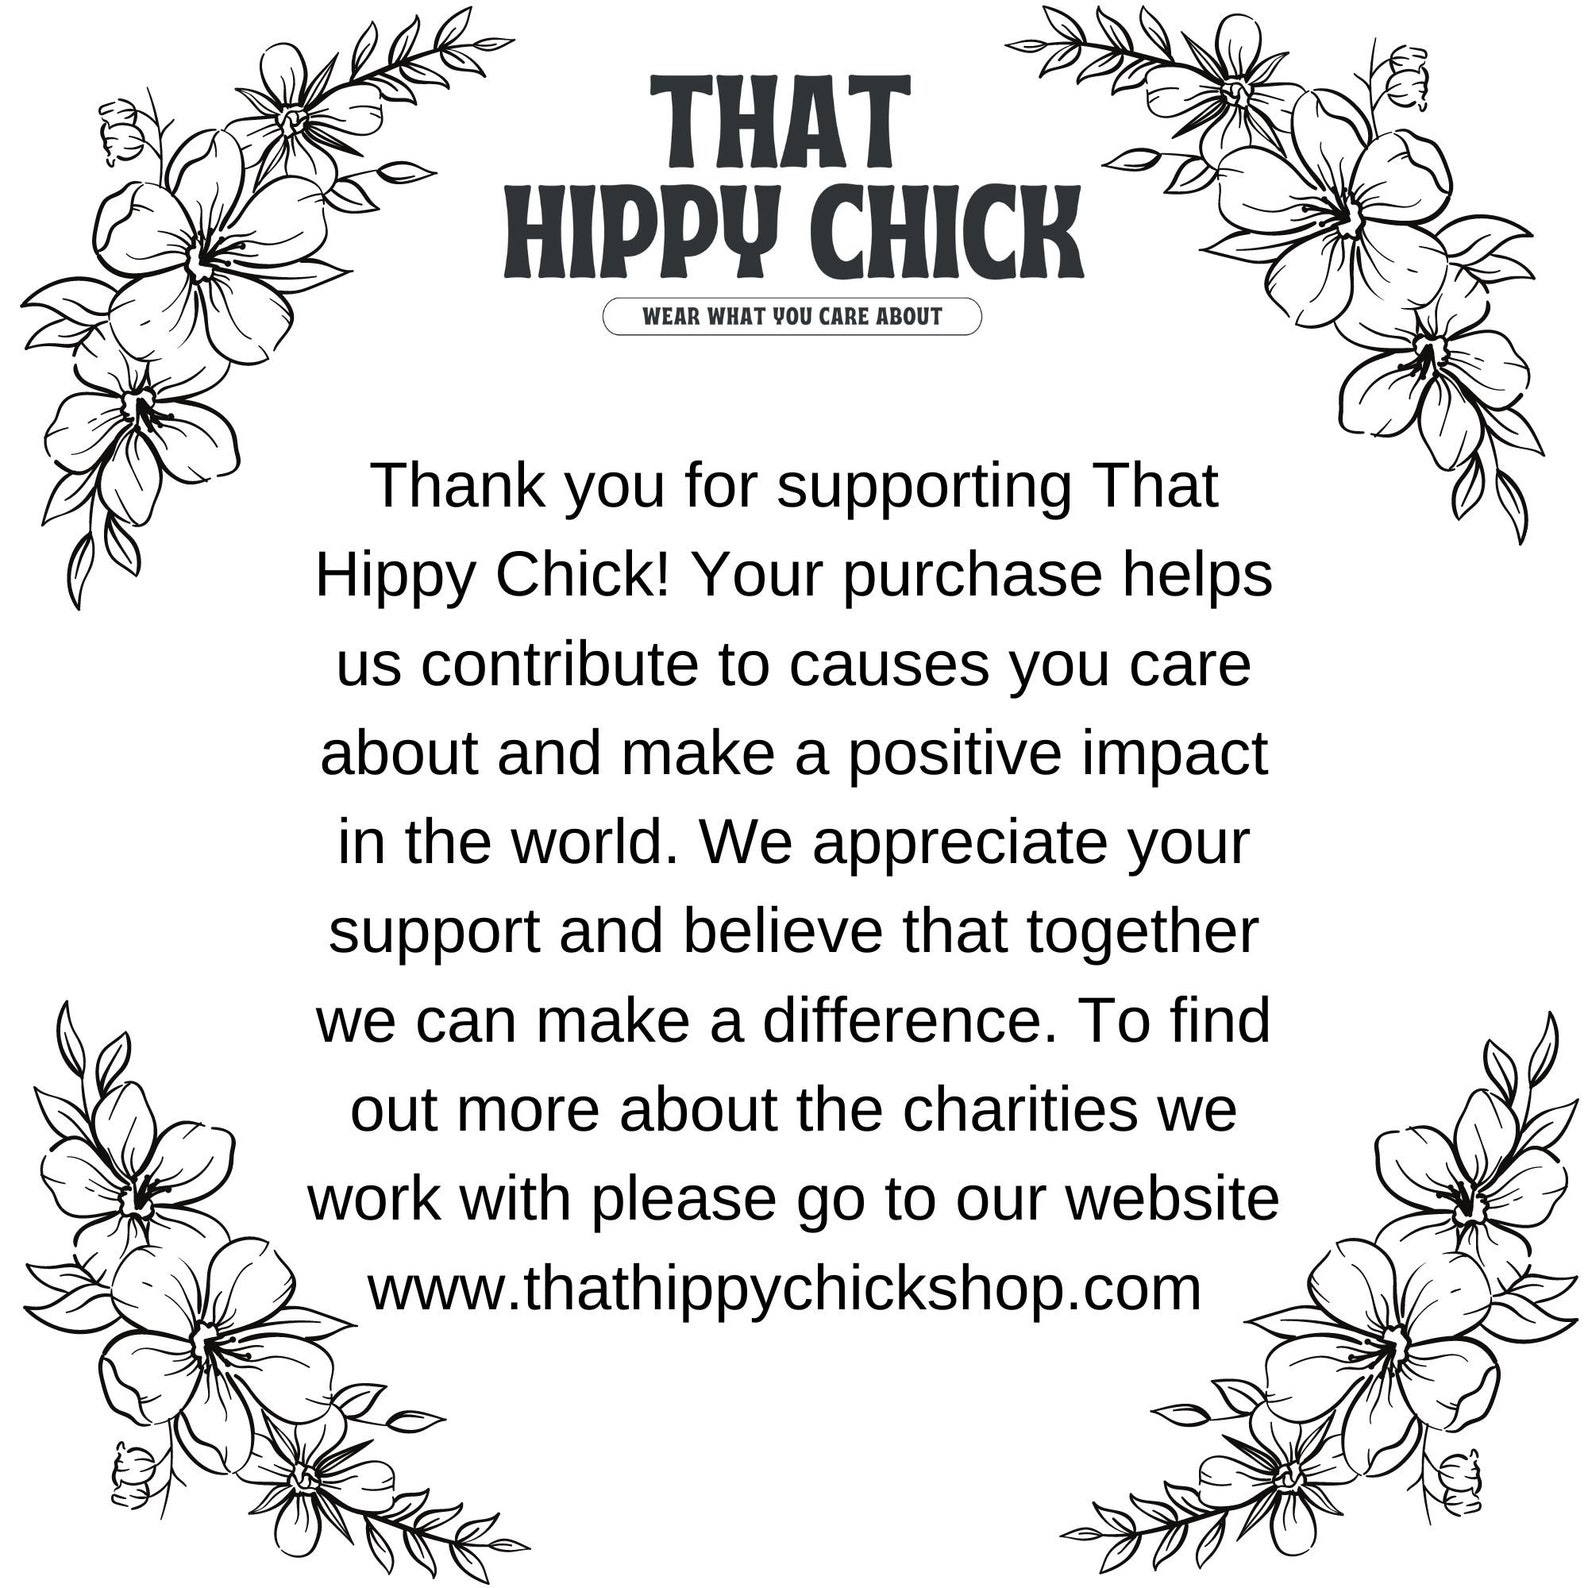 THAT
HIPPY CHICK
WEAR WHAT YOU CARE ABOUT
Thank you for supporting That
Hippy Chick! Your purchase helps
us contribute to causes you care
about and make a positive impact
in the world. We appreciate your
support and believe that together
we can make a difference. To find
out more about the charities we
work with please go to our website
www.thathippychickshop.com